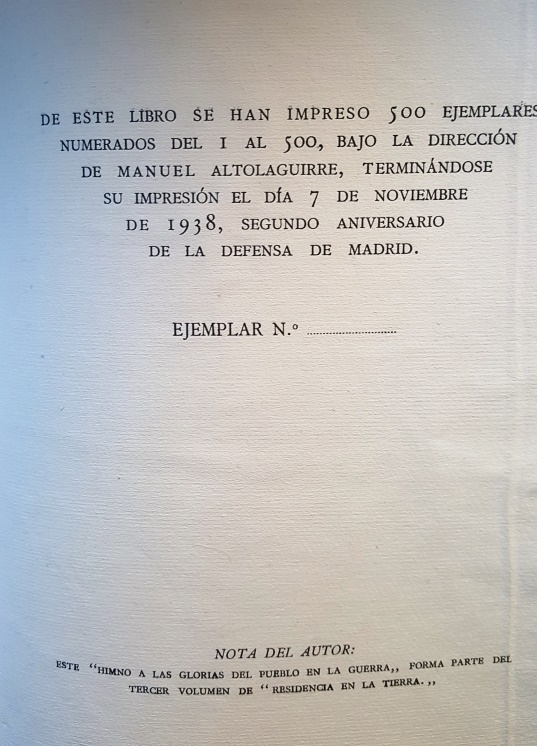 DE ESTE LIBRO SE HAN IMPRESO 500 EJEMPLARES
NUMERADOS DEL I AL 500, BAJO LA DIRECCIÓN
DE MANUEL ALTOLAGUIRRE, TERMINÁNDOSE
SU IMPRESIÓN EL DÍA 7 DE NOVIEMBRE
DE 1938, SEGUNDO ANIVERSARIO
DE LA DEFENSA DE MADRID.
EJEMPLAR N.º ..............................
NOTA DEL AUTOR:
ESTE “HIMNO A LAS GLORIAS DEL PUEBLO EN LA GUERRA,, FORMA PARTE DEL
TERCER VOLUMEN DE “ RESIDENCIA EN LA TIERRA.,,